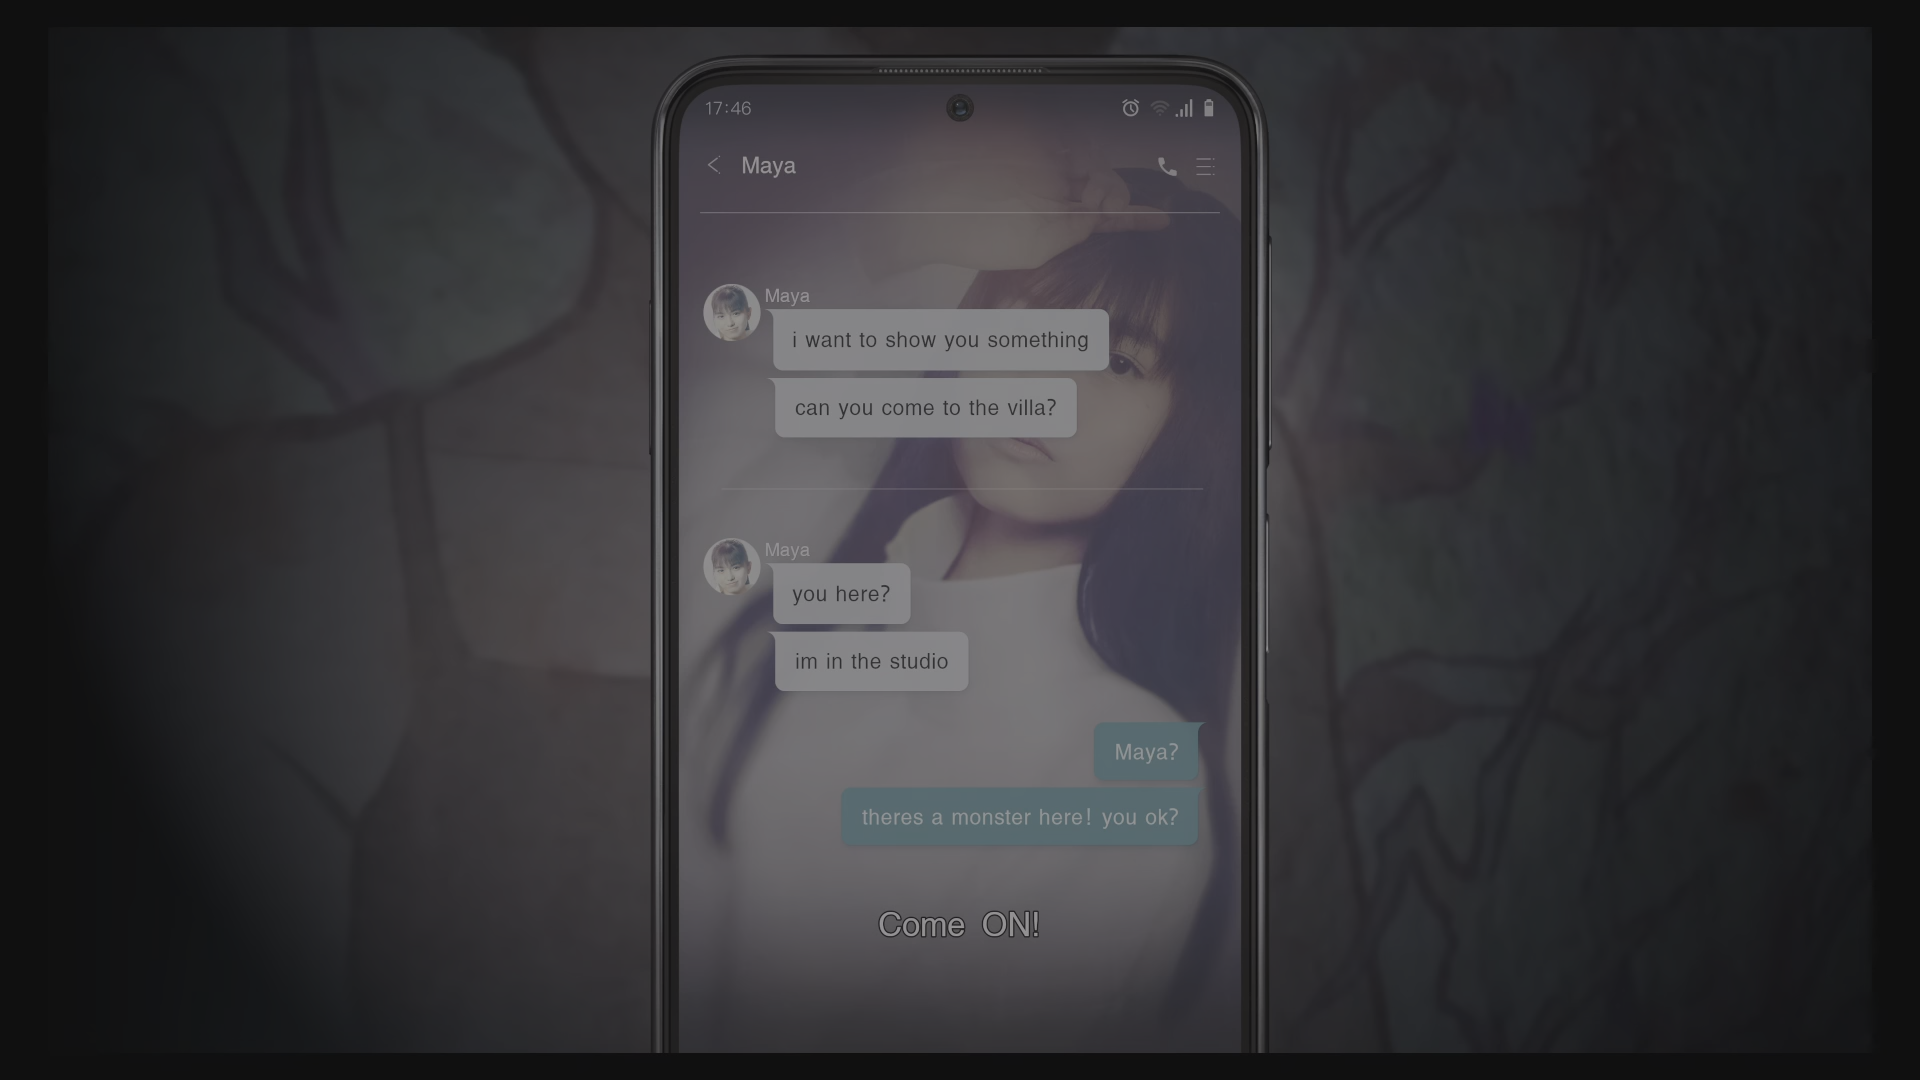 17:46
Maya
Maya
i want to show you something
can you come to the villa?
Maya
you here?
im in the studio
Maya?
theres a monster here! you ok?
Come ON!